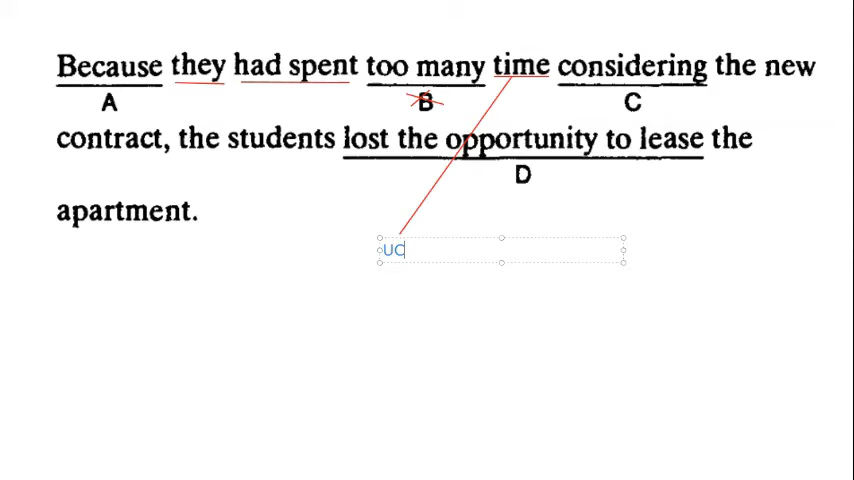 Because they had spent too many time considering the new
A B C
contract, the students lost the opportunity to lease the
D
apartment.
UC